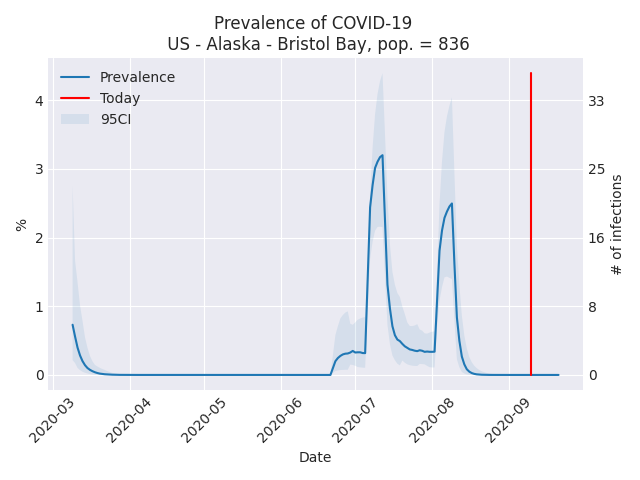 Prevalence of COVID-19
US - Alaska - Bristol Bay, pop. = 836
Prevalence
Today
95CI
%
4
3
2
1
0
33
25
16
8
0
# of infections
2020-03
2020-04
2020-05
2020-06
2020-07
2020-08
2020-09
Date